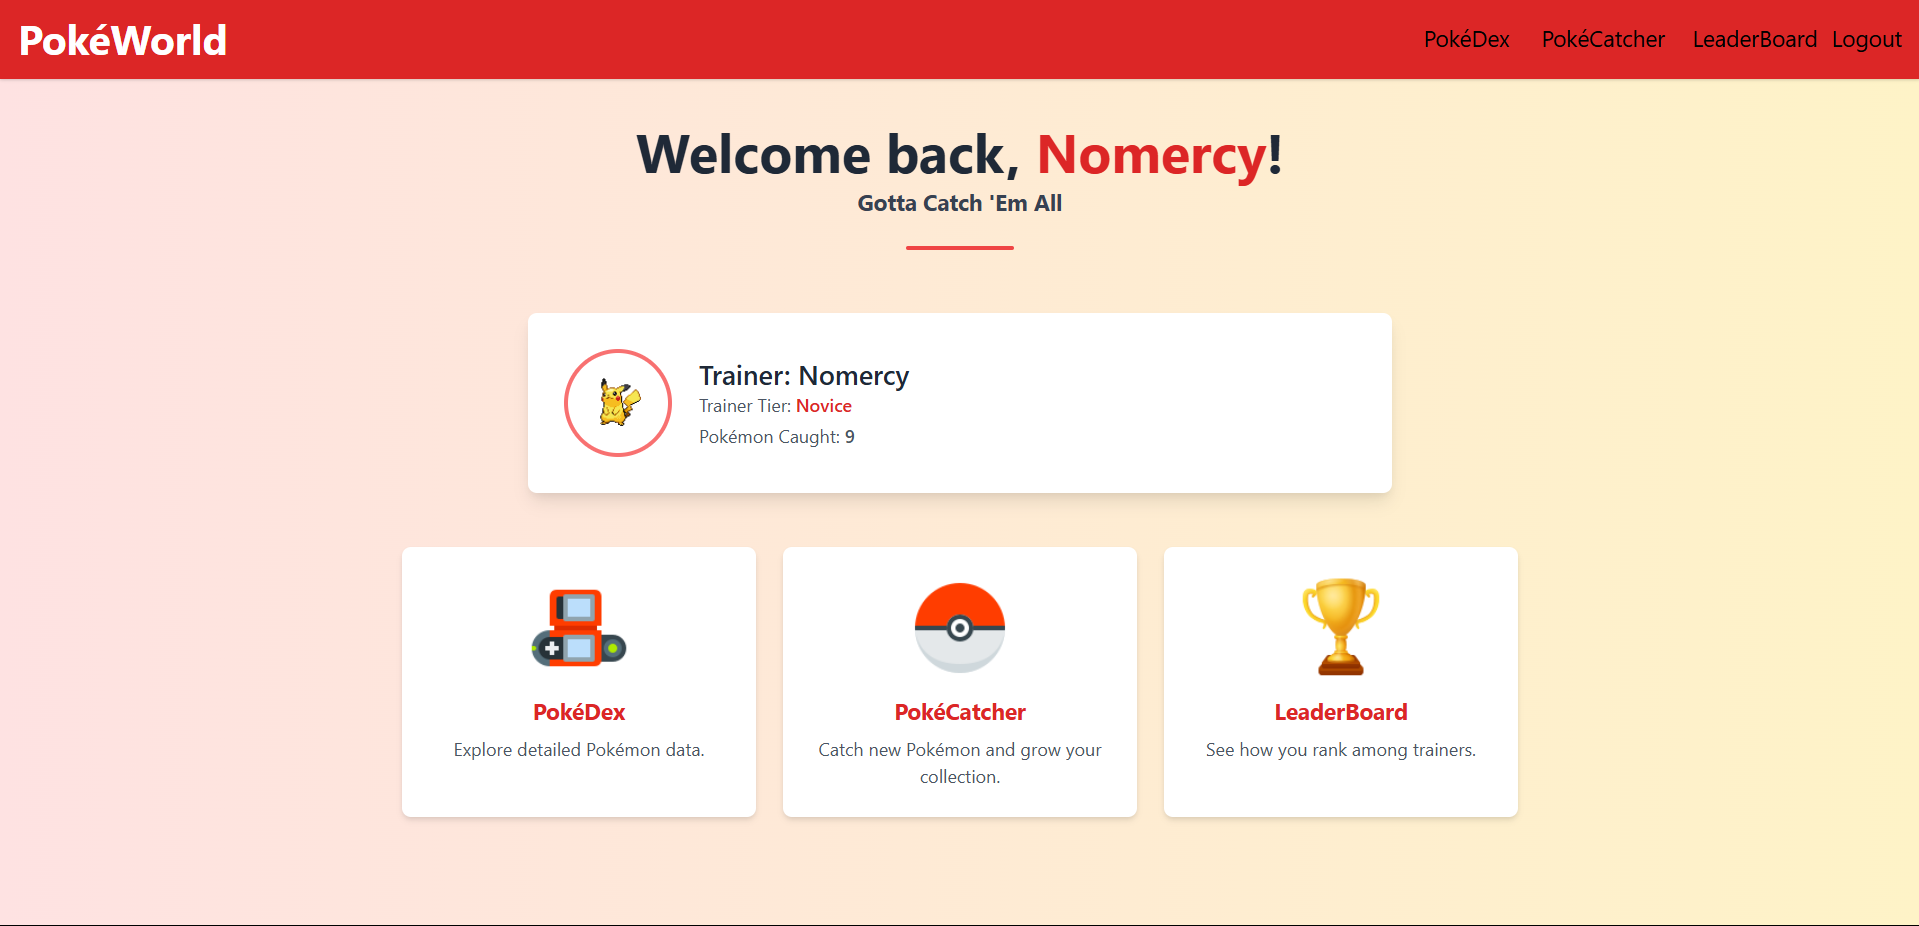 PokéWorld
PokéDex PokéCatcher LeaderBoard Logout
Welcome back, Nomercy!
Gotta Catch 'Em All
Trainer: Nomercy
Trainer Tier: Novice
Pokémon Caught: 9
PokéDex
Explore detailed Pokémon data.
PokéCatcher
Catch new Pokémon and grow your
collection.
LeaderBoard
See how you rank among trainers.